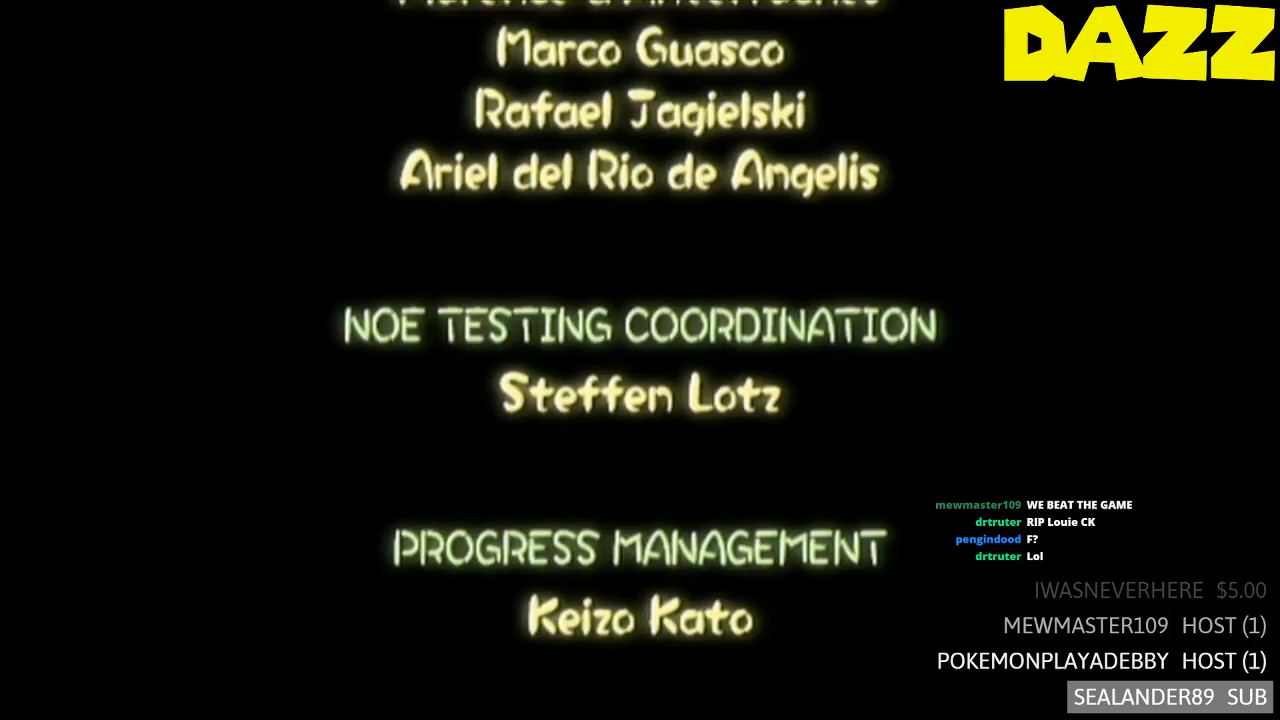 DAZZ
Marco Guasco
Rafael Jagielski
Ariel del Rio de Angelis
NOE TESTING COORDINATION
Steffen Lotz
PROGRESS MANAGEMENT
Keizo Kato
mewmaster109 WE BEAT THE GAME
drtruter RIP Louie CK
pengindood F?
drtruter Lol
IWASNEVERHERE $5.00
MEWMASTER109 HOST (1)
POKEMONPLAYADEBBY HOST (1)
SEALANDER89 SUB